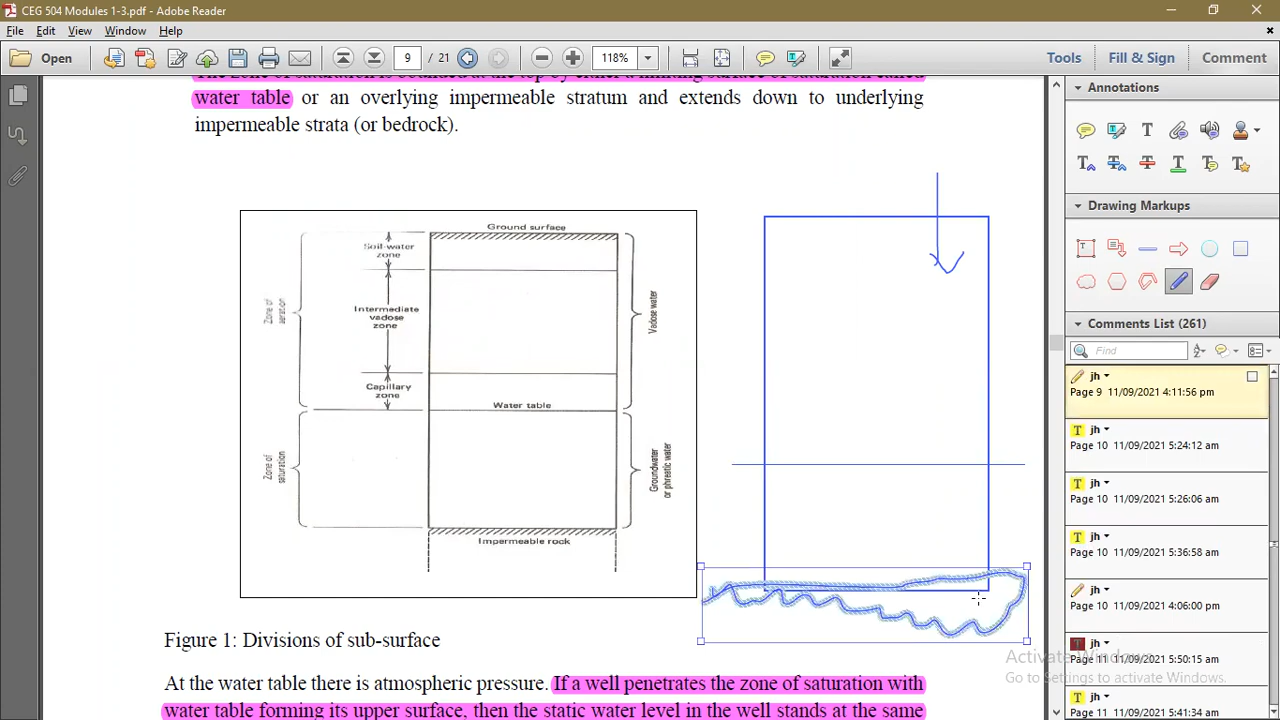 CEG 504 Modules 1-3.pdf - Adobe Reader
File Edit View Window Help
Open 9 / 21 118% Tools Fill & Sign Comment
water table or an overlying impermeable stratum and extends down to underlying
impermeable strata (or bedrock).
Ground surface
Soil-water
zone
Zone of
aeration
Intermediate
vadose
zone
Vadose water
Capillary
zone
Water table
Zone of
saturation
Groundwater
or phreatic water
Impermeable rock
Figure 1: Divisions of sub-surface
At the water table there is atmospheric pressure. If a well penetrates the zone of saturation with
water table forming its upper surface, then the static water level in the well stands at the same
Annotations
Drawing Markups
Comments List (261)
Find
jh
Page 9 11/09/2021 4:11:56 pm
jh
Page 10 11/09/2021 5:24:12 am
jh
Page 10 11/09/2021 5:26:06 am
jh
Page 10 11/09/2021 5:36:58 am
jh
Page 10 11/09/2021 4:06:00 pm
jh
Page 11 11/09/2021 5:50:15 am
jh
Page 11 11/09/2021 5:41:34 am
Activate Windows
Go to Settings to activate Windows.